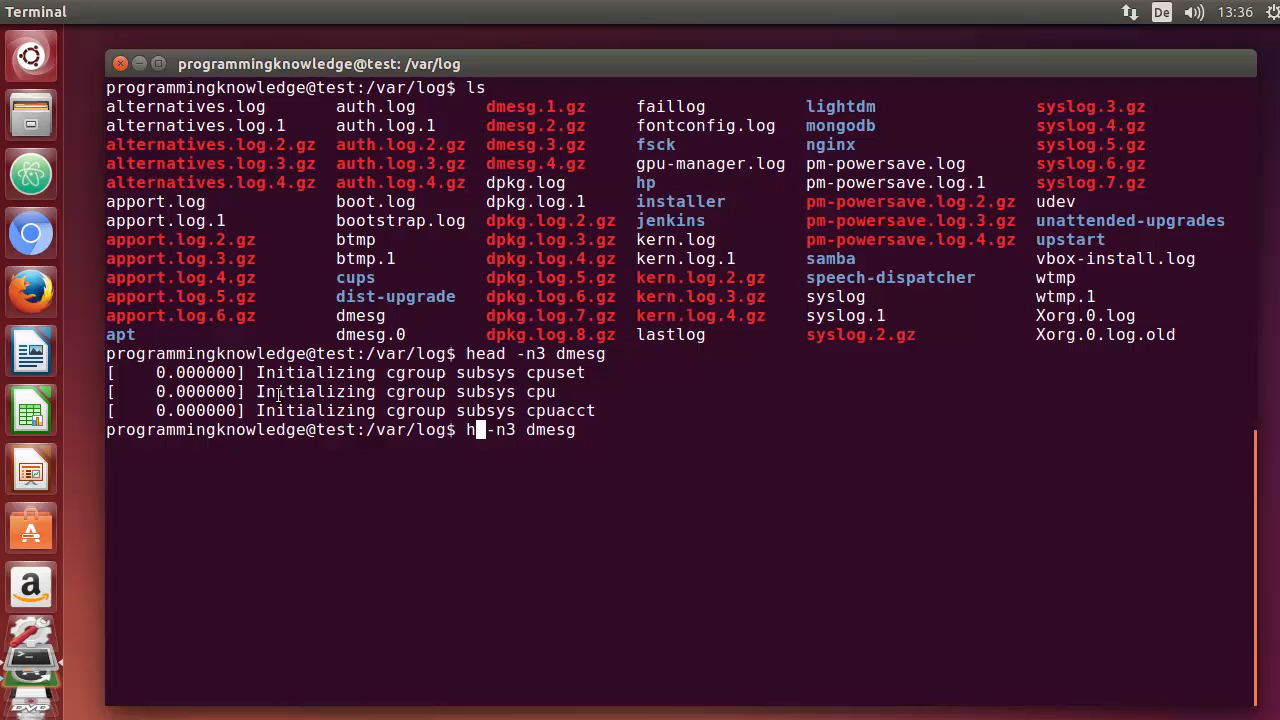 Terminal
De
13:36
programmingknowledge@test: /var/log
programmingknowledge@test:/var/log$ ls
alternatives.log auth.log dmesg.1.gz faillog lightdm syslog.3.gz
alternatives.log.1 auth.log.1 dmesg.2.gz fontconfig.log mongodb syslog.4.gz
alternatives.log.2.gz auth.log.2.gz dmesg.3.gz fsck nginx syslog.5.gz
alternatives.log.3.gz auth.log.3.gz dmesg.4.gz gpu-manager.log pm-powersave.log syslog.6.gz
alternatives.log.4.gz auth.log.4.gz dpkg.log hp pm-powersave.log.1 syslog.7.gz
apport.log boot.log dpkg.log.1 installer pm-powersave.log.2.gz udev
apport.log.1 bootstrap.log dpkg.log.2.gz jenkins pm-powersave.log.3.gz unattended-upgrades
apport.log.2.gz btmp dpkg.log.3.gz kern.log pm-powersave.log.4.gz upstart
apport.log.3.gz btmp.1 dpkg.log.4.gz kern.log.1 samba vbox-install.log
apport.log.4.gz cups dpkg.log.5.gz kern.log.2.gz speech-dispatcher wtmp
apport.log.5.gz dist-upgrade dpkg.log.6.gz kern.log.3.gz syslog wtmp.1
apport.log.6.gz dmesg dpkg.log.7.gz kern.log.4.gz syslog.1 Xorg.0.log
apt dmesg.0 dpkg.log.8.gz lastlog syslog.2.gz Xorg.0.log.old
programmingknowledge@test:/var/log$ head -n3 dmesg
[    0.000000] Initializing cgroup subsys cpuset
[    0.000000] Initializing cgroup subsys cpu
[    0.000000] Initializing cgroup subsys cpuacct
programmingknowledge@test:/var/log$ h -n3 dmesg
DVD